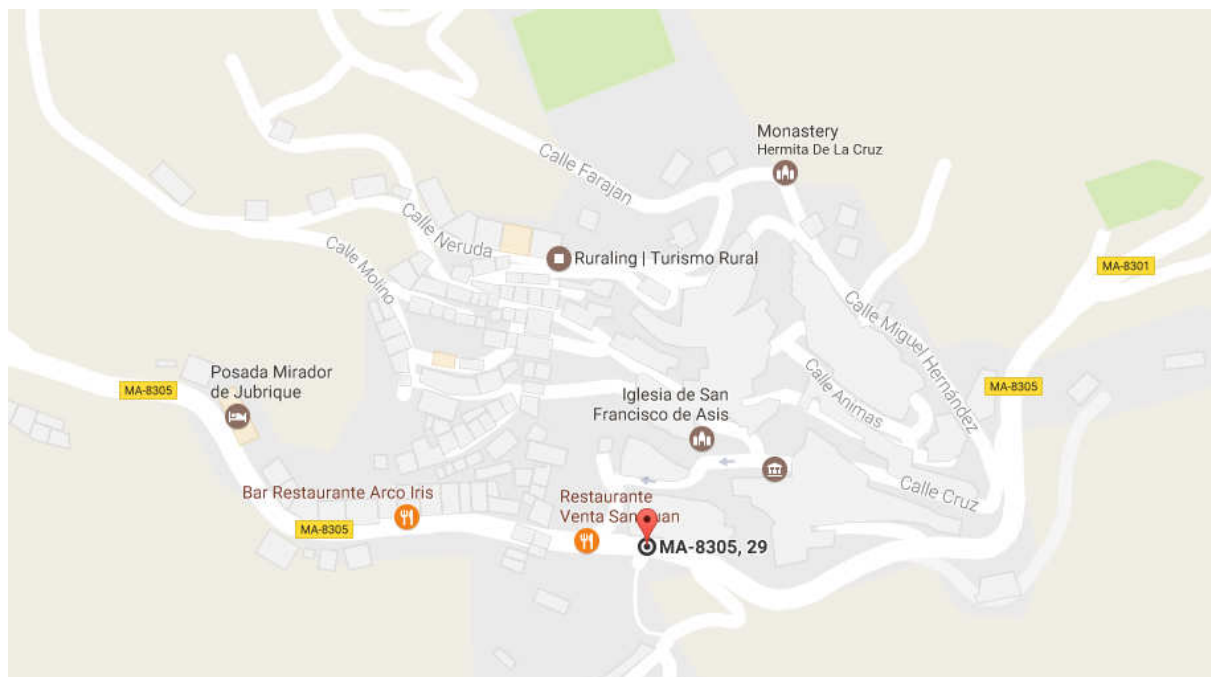 Monastery
Hermita De La Cruz
Calle Farajan
Calle Neruda
Ruraling | Turismo Rural
MA-8301
Calle Molino
Calle Miguel Hernández
Posada Mirador
de Jubrique
MA-8305
MA-8305
Iglesia de San
Francisco de Asis
Calle Animas
Calle Cruz
Bar Restaurante Arco Iris
Restaurante
Venta San Juan
MA-8305
MA-8305, 29